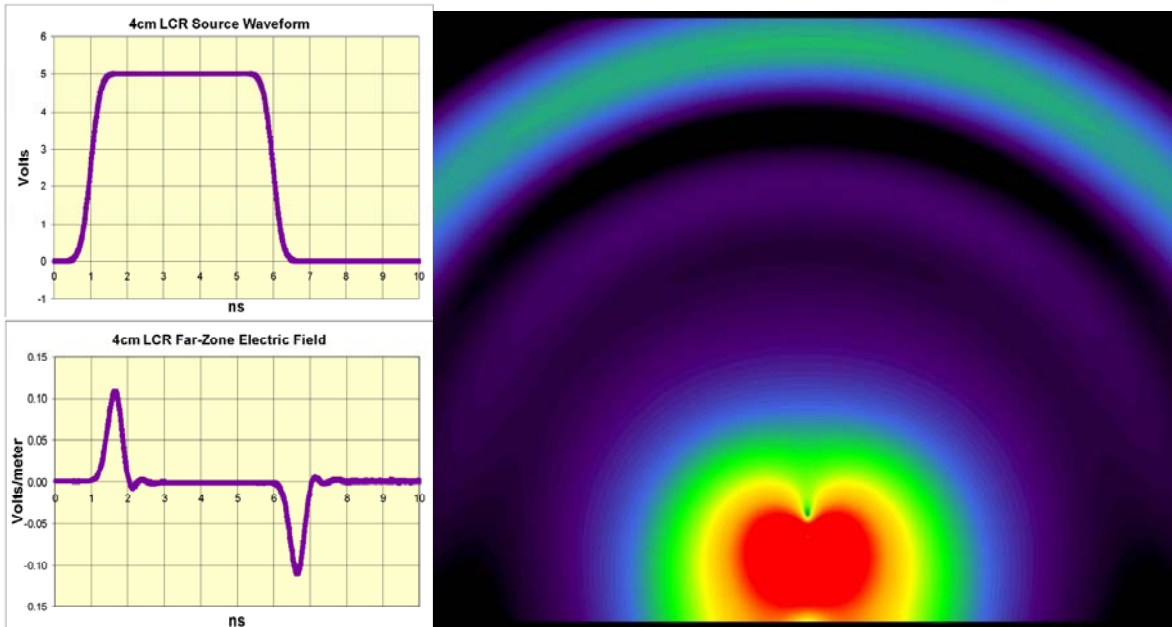 4cm LCR Source Waveform
6
5
4
3
2
1
0
-1
Volts
0 1 2 3 4 5 6 7 8 9 10
ns
4cm LCR Far-Zone Electric Field
0.15
0.10
0.05
0.00
-0.05
-0.10
0.15
Volts/meter
0 1 2 3 4 5 6 7 8 9 10
ns